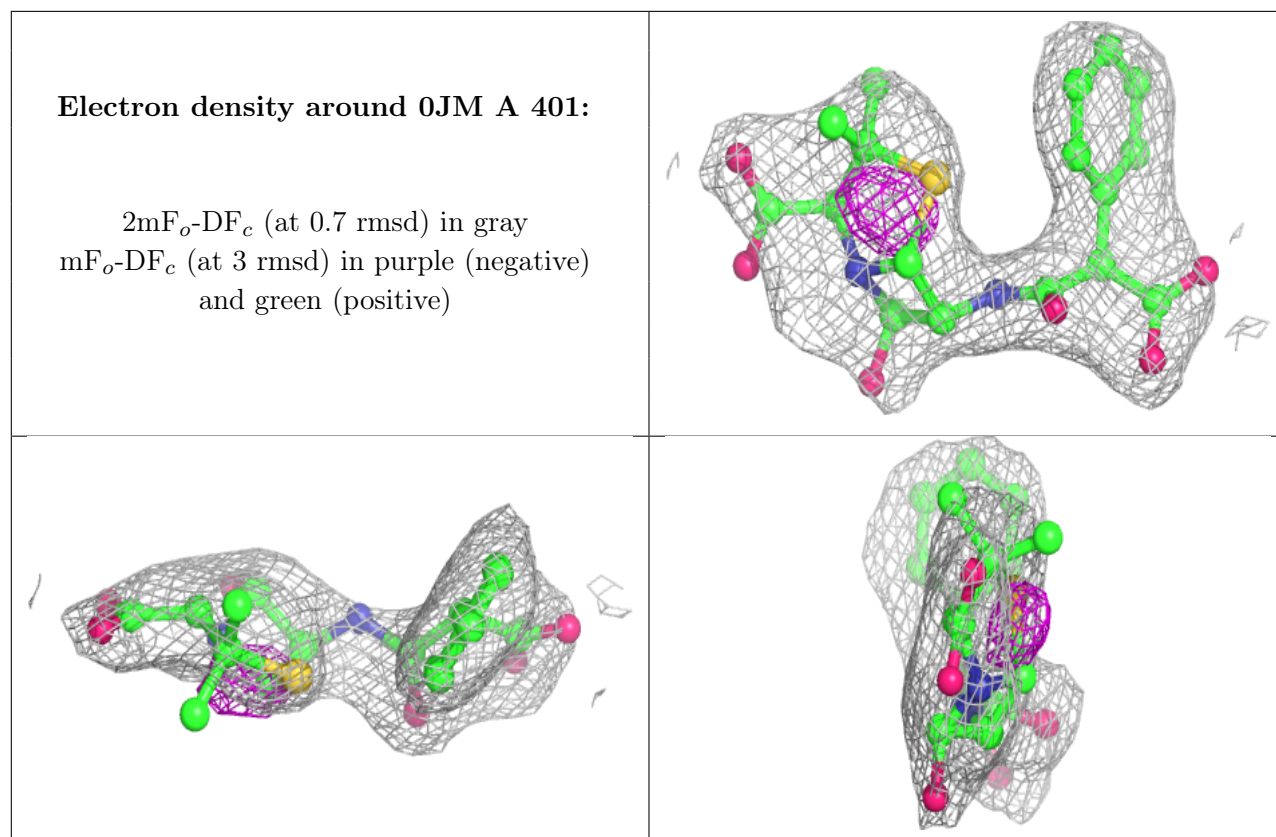 Electron density around 0JM A 401:
2mFo-DFc (at 0.7 rmsd) in gray
mFo-DFc (at 3 rmsd) in purple (negative)
and green (positive)